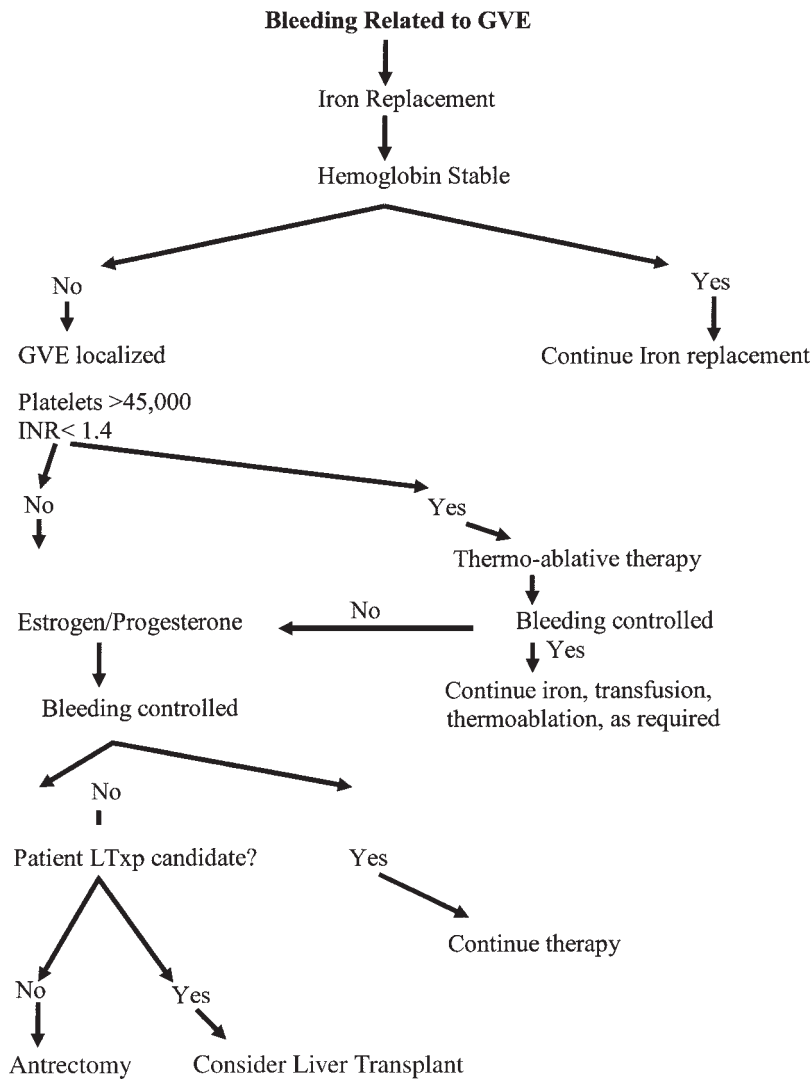 Bleeding Related to GVE
Iron Replacement
Hemoglobin Stable
No
Yes
GVE localized
Continue Iron replacement
Platelets >45,000
INR< 1.4
No
Yes
Thermo-ablative therapy
No
Estrogen/Progesterone
Bleeding controlled
Yes
Continue iron, transfusion,
thermoablation, as required
Bleeding controlled
No
Patient LTxp candidate?
Yes
Continue therapy
No
Yes
Antrectomy
Consider Liver Transplant